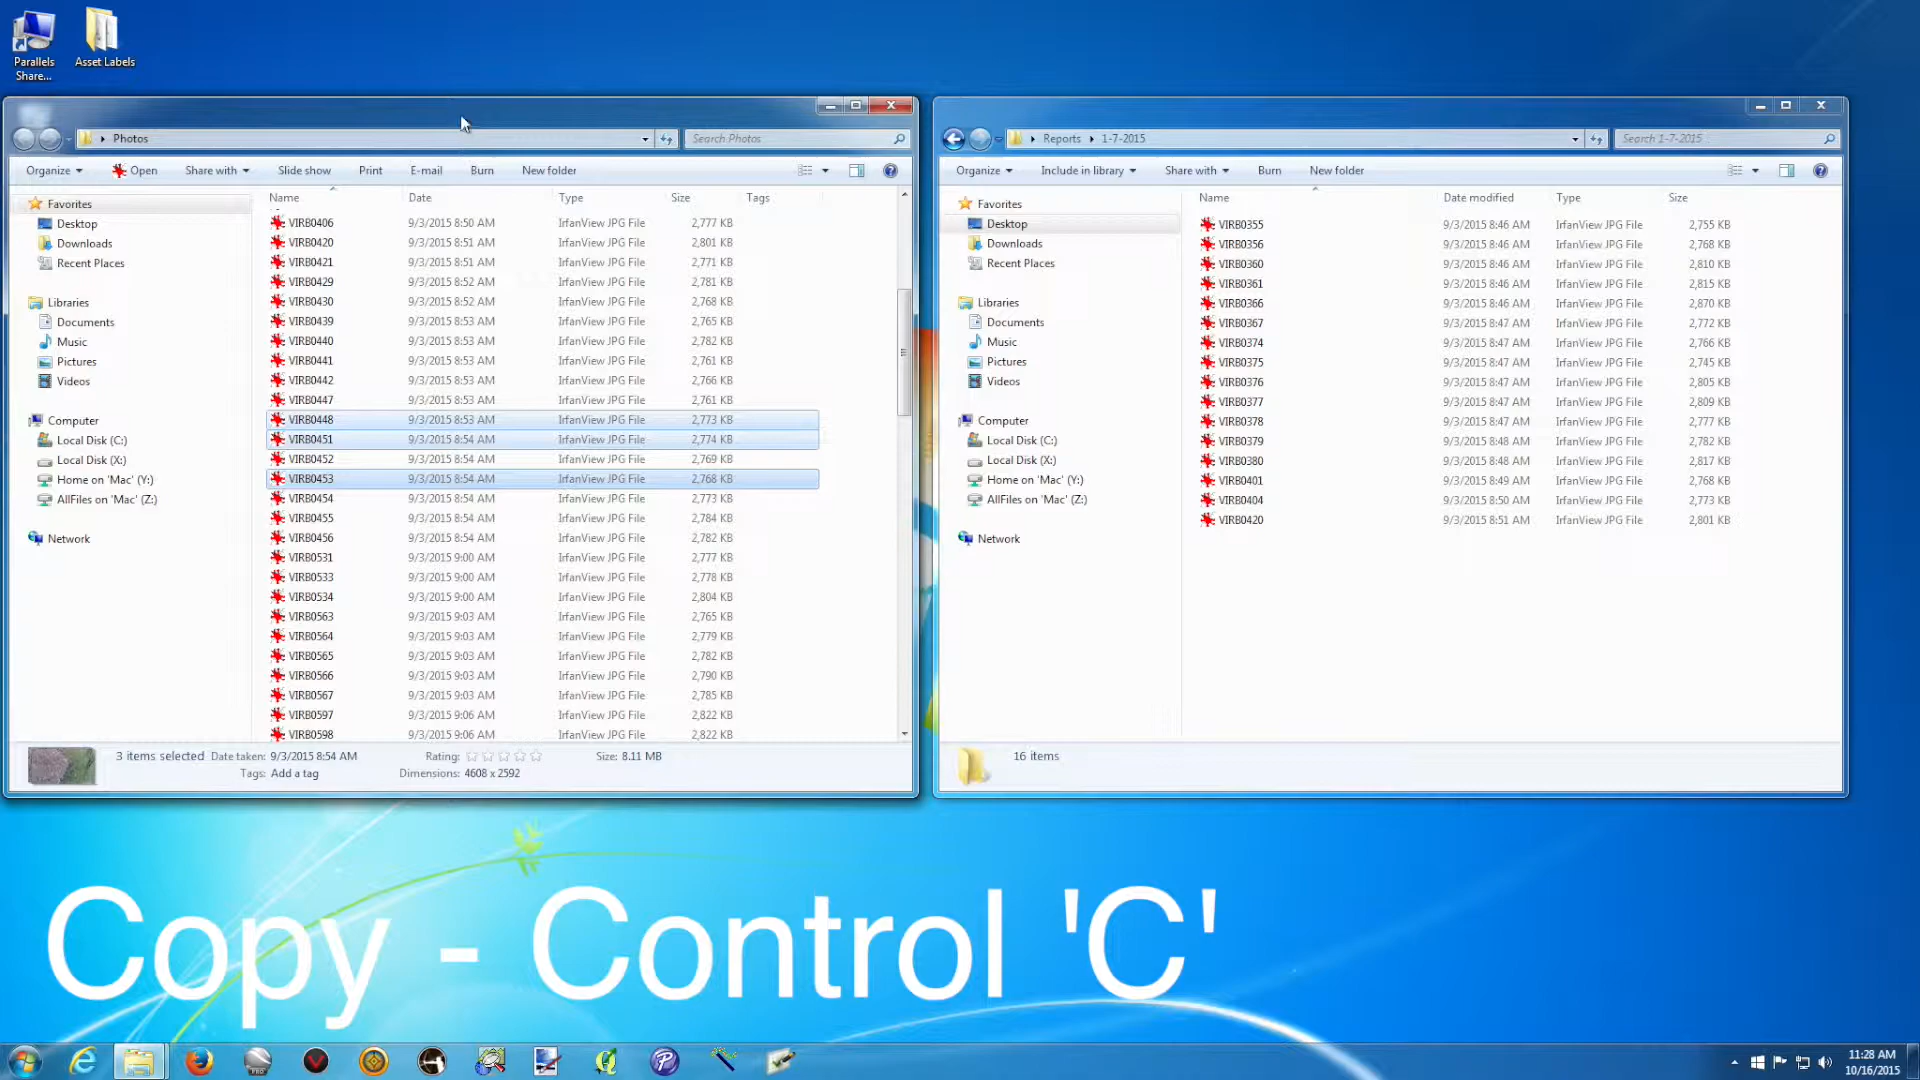 Parallels
Share...
Asset Labels
Photos
Search Photos
Organize Open Share with Slide show Print E-mail Burn New folder
Name Date Type Size Tags
Favorites
Desktop
Downloads
Recent Places
Libraries
Documents
Music
Pictures
Videos
Computer
Local Disk (C:)
Local Disk (X:)
Home on 'Mac' (Y:)
AllFiles on 'Mac' (Z:)
Network
VIRB0406 9/3/2015 8:50 AM IrfanView JPG File 2,777 KB
VIRB0420 9/3/2015 8:51 AM IrfanView JPG File 2,801 KB
VIRB0421 9/3/2015 8:51 AM IrfanView JPG File 2,771 KB
VIRB0429 9/3/2015 8:52 AM IrfanView JPG File 2,781 KB
VIRB0430 9/3/2015 8:52 AM IrfanView JPG File 2,768 KB
VIRB0439 9/3/2015 8:53 AM IrfanView JPG File 2,765 KB
VIRB0440 9/3/2015 8:53 AM IrfanView JPG File 2,782 KB
VIRB0441 9/3/2015 8:53 AM IrfanView JPG File 2,761 KB
VIRB0442 9/3/2015 8:53 AM IrfanView JPG File 2,766 KB
VIRB0447 9/3/2015 8:53 AM IrfanView JPG File 2,761 KB
VIRB0448 9/3/2015 8:53 AM IrfanView JPG File 2,773 KB
VIRB0451 9/3/2015 8:54 AM IrfanView JPG File 2,774 KB
VIRB0452 9/3/2015 8:54 AM IrfanView JPG File 2,769 KB
VIRB0453 9/3/2015 8:54 AM IrfanView JPG File 2,768 KB
VIRB0454 9/3/2015 8:54 AM IrfanView JPG File 2,773 KB
VIRB0455 9/3/2015 8:54 AM IrfanView JPG File 2,784 KB
VIRB0456 9/3/2015 8:54 AM IrfanView JPG File 2,782 KB
VIRB0531 9/3/2015 9:00 AM IrfanView JPG File 2,777 KB
VIRB0533 9/3/2015 9:00 AM IrfanView JPG File 2,778 KB
VIRB0534 9/3/2015 9:00 AM IrfanView JPG File 2,804 KB
VIRB0563 9/3/2015 9:03 AM IrfanView JPG File 2,765 KB
VIRB0564 9/3/2015 9:03 AM IrfanView JPG File 2,779 KB
VIRB0565 9/3/2015 9:03 AM IrfanView JPG File 2,782 KB
VIRB0566 9/3/2015 9:03 AM IrfanView JPG File 2,790 KB
VIRB0567 9/3/2015 9:03 AM IrfanView JPG File 2,785 KB
VIRB0597 9/3/2015 9:06 AM IrfanView JPG File 2,822 KB
VIRB0598 9/3/2015 9:06 AM IrfanView JPG File 2,822 KB
3 items selected Date taken: 9/3/2015 8:54 AM Rating: Size: 8.11 MB
Tags: Add a tag Dimensions: 4608 x 2592
Reports 1-7-2015
Search 1-7-2015
Organize Include in library Share with Burn New folder
Name Date modified Type Size
Favorites
Desktop
Downloads
Recent Places
Libraries
Documents
Music
Pictures
Videos
Computer
Local Disk (C:)
Local Disk (X:)
Home on 'Mac' (Y:)
AllFiles on 'Mac' (Z:)
Network
VIRB0355 9/3/2015 8:46 AM IrfanView JPG File 2,755 KB
VIRB0356 9/3/2015 8:46 AM IrfanView JPG File 2,768 KB
VIRB0360 9/3/2015 8:46 AM IrfanView JPG File 2,810 KB
VIRB0361 9/3/2015 8:46 AM IrfanView JPG File 2,815 KB
VIRB0366 9/3/2015 8:46 AM IrfanView JPG File 2,870 KB
VIRB0367 9/3/2015 8:47 AM IrfanView JPG File 2,772 KB
VIRB0374 9/3/2015 8:47 AM IrfanView JPG File 2,766 KB
VIRB0375 9/3/2015 8:47 AM IrfanView JPG File 2,745 KB
VIRB0376 9/3/2015 8:47 AM IrfanView JPG File 2,805 KB
VIRB0377 9/3/2015 8:47 AM IrfanView JPG File 2,809 KB
VIRB0378 9/3/2015 8:47 AM IrfanView JPG File 2,777 KB
VIRB0379 9/3/2015 8:48 AM IrfanView JPG File 2,782 KB
VIRB0380 9/3/2015 8:48 AM IrfanView JPG File 2,817 KB
VIRB0401 9/3/2015 8:49 AM IrfanView JPG File 2,768 KB
VIRB0404 9/3/2015 8:50 AM IrfanView JPG File 2,773 KB
VIRB0420 9/3/2015 8:51 AM IrfanView JPG File 2,801 KB
16 items
Copy - Control 'C'
11:28 AM
10/16/2015